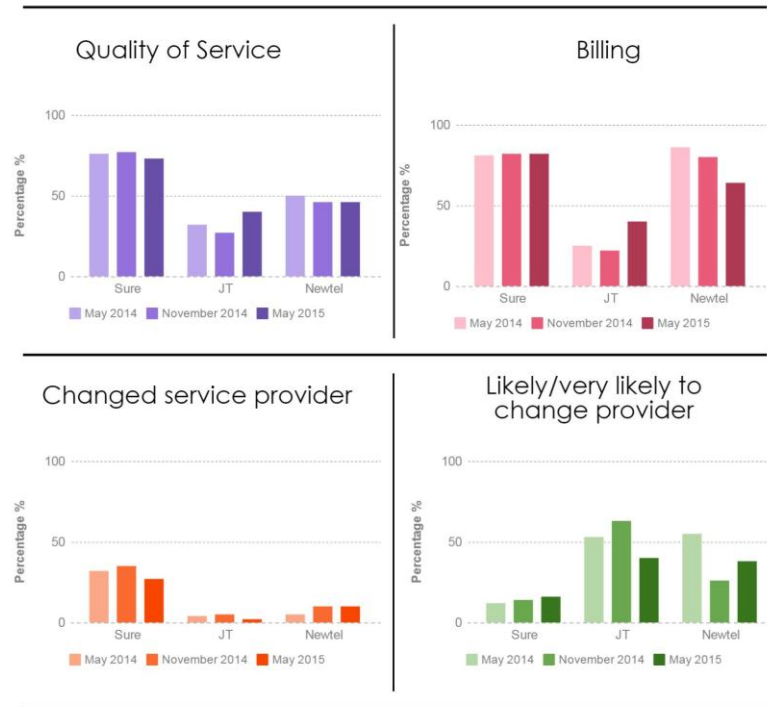 Quality of Service
Percentage %
100
50
0
Sure JT Newtel
May 2014 November 2014 May 2015
Billing
Percentage %
100
50
0
Sure JT Newtel
May 2014 November 2014 May 2015
Changed service provider
Percentage %
100
50
0
Sure JT Newtel
May 2014 November 2014 May 2015
Likely/very likely to
change provider
Percentage %
100
50
0
Sure JT Newtel
May 2014 November 2014 May 2015